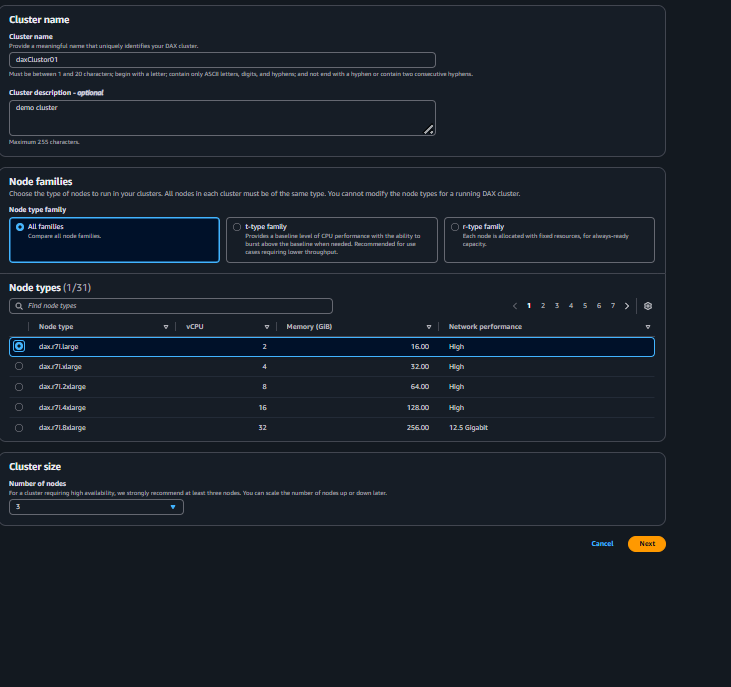 Cluster name
Cluster name
Provide a meaningful name that uniquely identifies your DAX cluster.
daxClustor01
Must be between 1 and 20 characters; begin with a letter; contain only ASCII letters, digits, and hyphens; and not end with a hyphen or contain two consecutive hyphens.
Cluster description - optional
demo cluster
Maximum 255 characters.
Node families
Choose the type of nodes to run in your clusters. All nodes in each cluster must be of the same type. You cannot modify the node types for a running DAX cluster.
Node type family
All families
Compare all node families.
t-type family
Provides a baseline level of CPU performance with the ability to
burst above the baseline when needed. Recommended for use
cases requiring lower throughput.
r-type family
Each node is allocated with fixed resources, for always-ready
capacity.
Node types (1/31)
Find node types
1 2 3 4 5 6 7
Node type vCPU Memory (GiB) Network performance
dax.r7i.large 2 16.00 High
dax.r7i.xlarge 4 32.00 High
dax.r7i.2xlarge 8 64.00 High
dax.r7i.4xlarge 16 128.00 High
dax.r7i.8xlarge 32 256.00 12.5 Gigabit
Cluster size
Number of nodes
For a cluster requiring high availability, we strongly recommend at least three nodes. You can scale the number of nodes up or down later.
3
Cancel Next